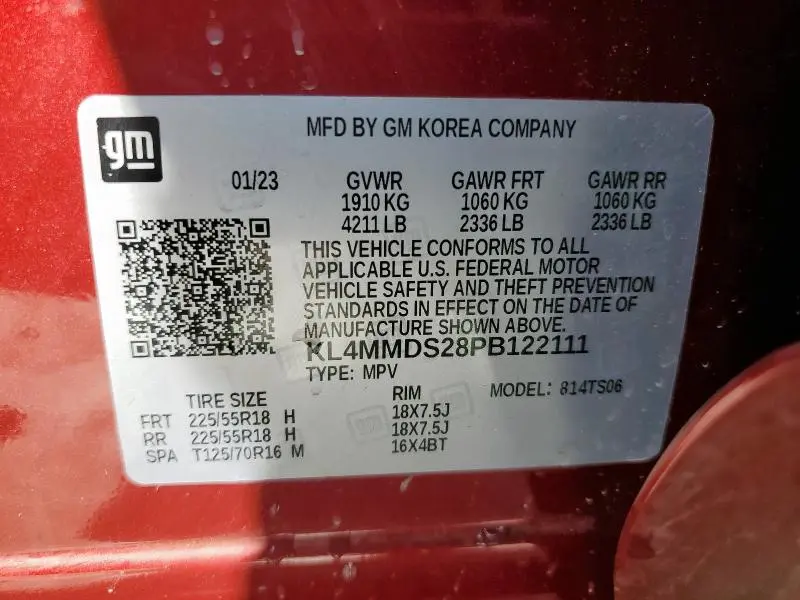 gm
MFD BY GM KOREA COMPANY
01/23 GVWR GAWR FRT GAWR RR
1910 KG 1060 KG 1060 KG
4211 LB 2336 LB 2336 LB
THIS VEHICLE CONFORMS TO ALL
APPLICABLE U.S. FEDERAL MOTOR
VEHICLE SAFETY AND THEFT PREVENTION
STANDARDS IN EFFECT ON THE DATE OF
MANUFACTURE SHOWN ABOVE.
KL4MMDS28PB122111
TYPE: MPV MODEL: 814TS06
TIRE SIZE RIM
FRT 225/55R18 H 18X7.5J
RR 225/55R18 H 18X7.5J
SPA T125/70R16 M 16X4BT